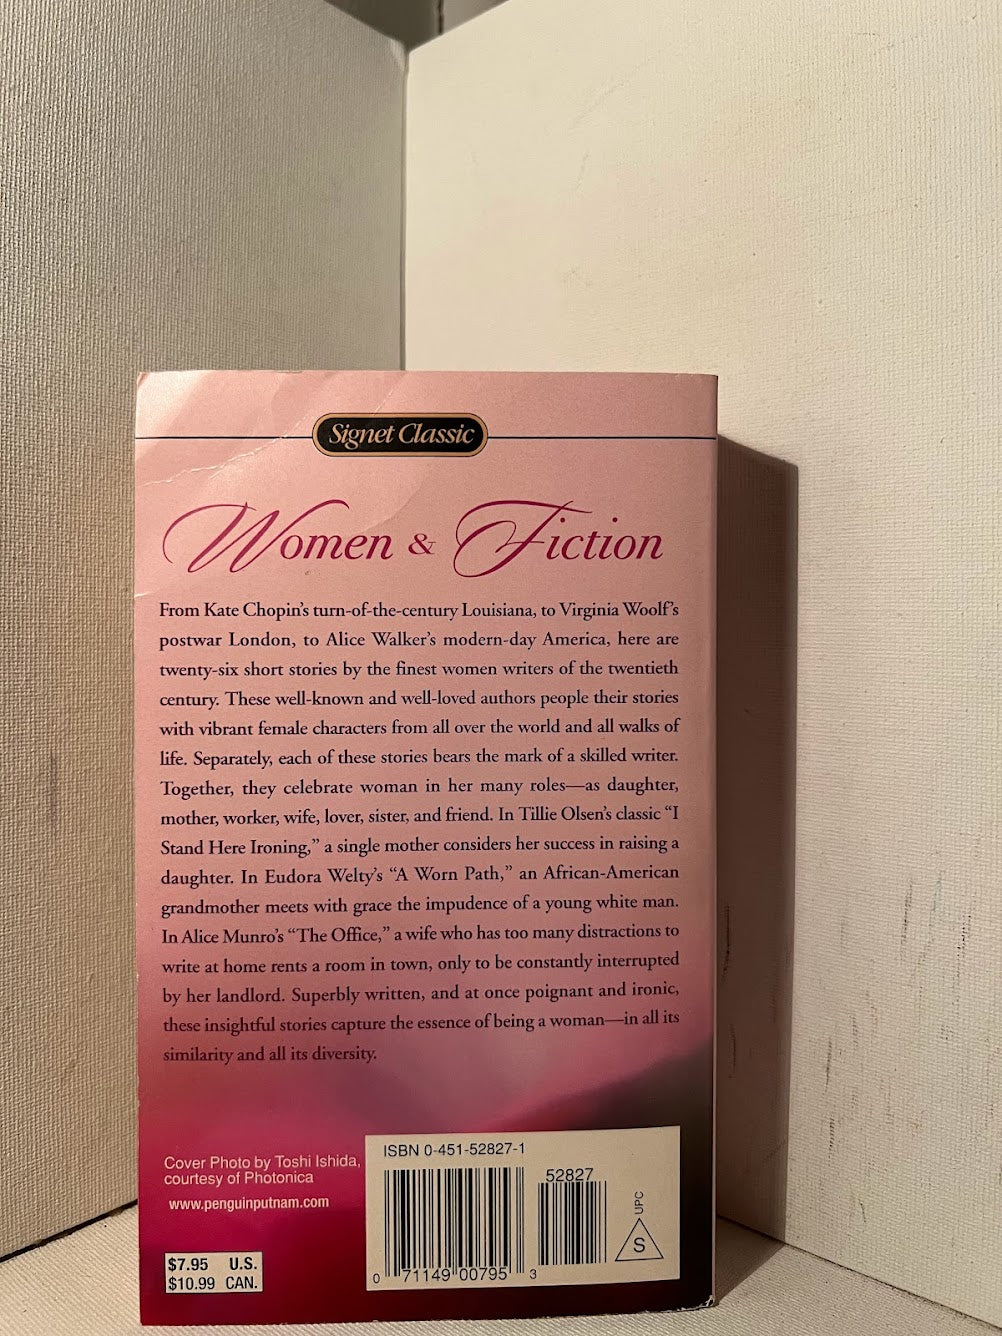 Signet Classic
Women & Fiction
From Kate Chopin's turn-of-the-century Louisiana, to Virginia Woolf's
postwar London, to Alice Walker's modern-day America, here are
twenty-six short stories by the finest women writers of the twentieth
century. These well-known and well-loved authors people their stories
with vibrant female characters from all over the world and all walks of
life. Separately, each of these stories bears the mark of a skilled writer.
Together, they celebrate woman in her many roles—as daughter,
mother, worker, wife, lover, sister, and friend. In Tillie Olsen's classic “I
Stand Here Ironing,” a single mother considers her success in raising a
daughter. In Eudora Welty's “A Worn Path,” an African-American
grandmother meets with grace the impudence of a young white man.
In Alice Munro's “The Office,” a wife who has too many distractions to
write at home rents a room in town, only to be constantly interrupted
by her landlord. Superbly written, and at once poignant and ironic,
these insightful stories capture the essence of being a woman—in all its
similarity and all its diversity.
Cover Photo by Toshi Ishida,
courtesy of Photonica
www.penguinputnam.com
$7.95 U.S.
$10.99 CAN.
ISBN 0-451-52827-1
52827
0 71149 00795 3
UPC
S